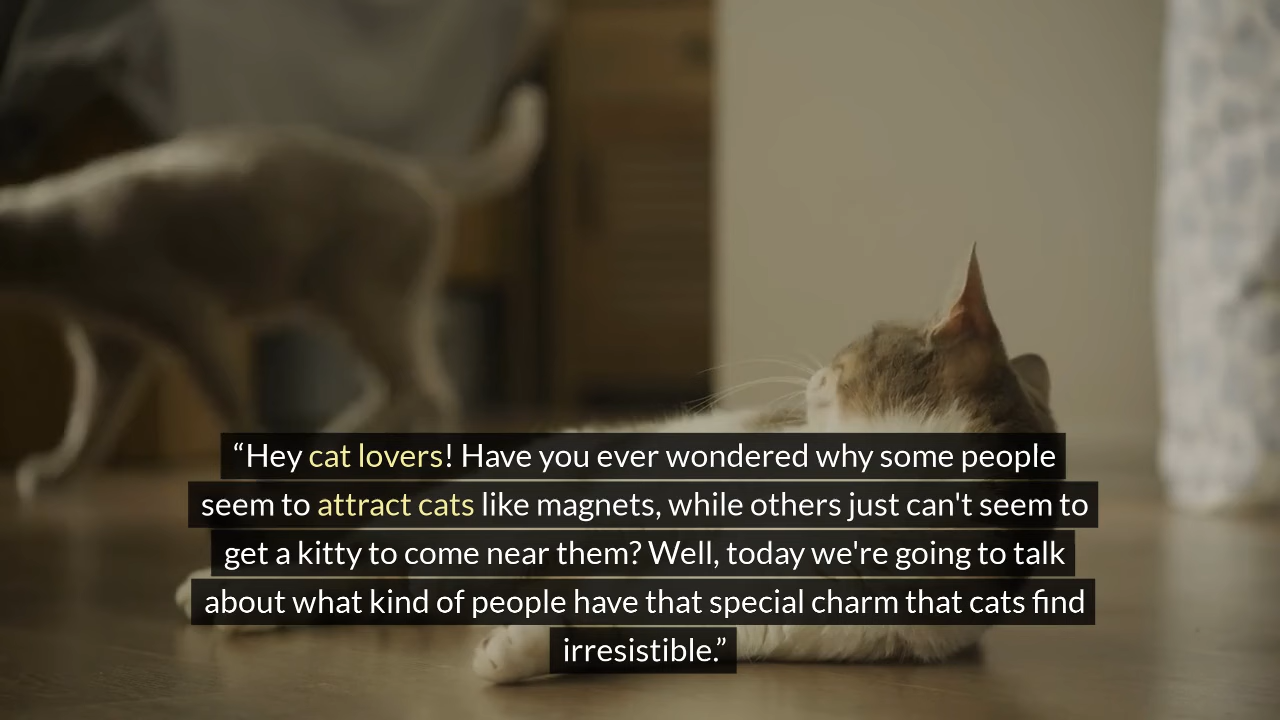 “Hey cat lovers! Have you ever wondered why some people
seem to attract cats like magnets, while others just can't seem to
get a kitty to come near them? Well, today we're going to talk
about what kind of people have that special charm that cats find
irresistible.”